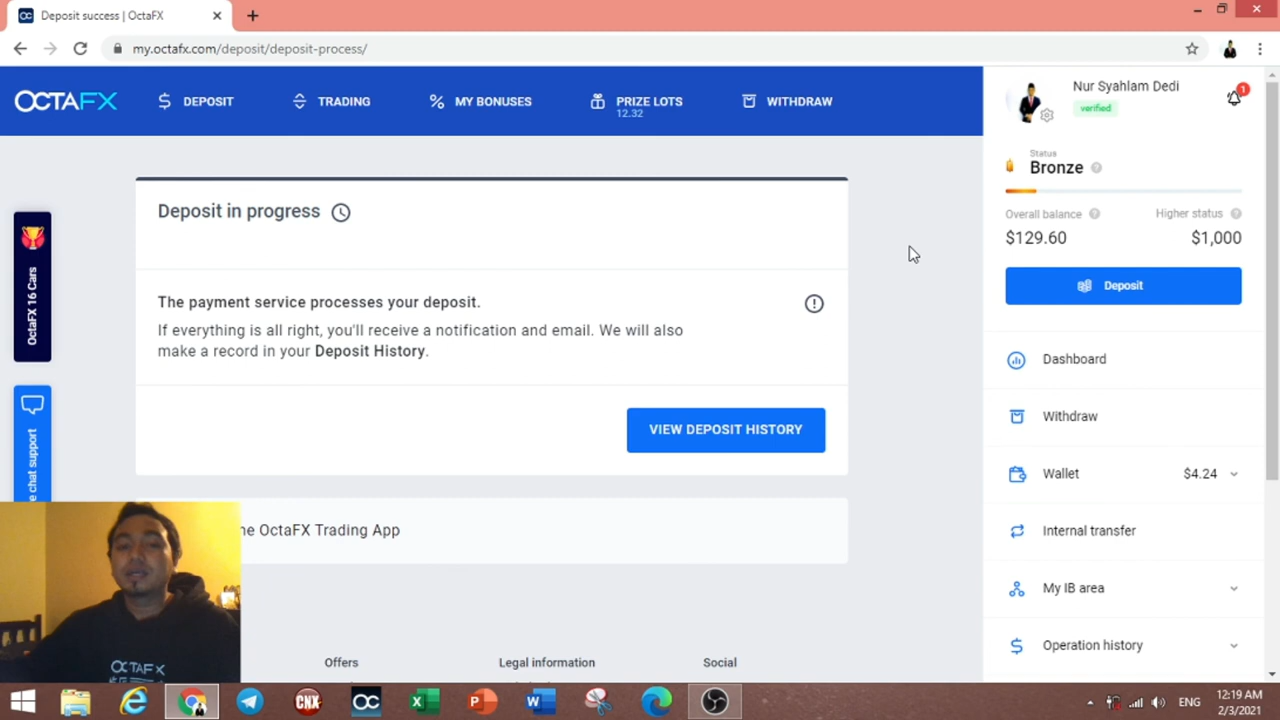 Deposit success | OctaFX
my.octafx.com/deposit/deposit-process/
OCTAFX
DEPOSIT
TRADING
MY BONUSES
PRIZE LOTS
12.32
WITHDRAW
Nur Syahlam Dedi
verified
1
Status
Bronze
Overall balance
Higher status
$129.60
$1,000
Deposit
Dashboard
Withdraw
Wallet
$4.24
Internal transfer
My IB area
Operation history
OctaFX 16 Cars
e chat support
Deposit in progress
The payment service processes your deposit.
If everything is all right, you'll receive a notification and email. We will also
make a record in your Deposit History.
VIEW DEPOSIT HISTORY
he OctaFX Trading App
Offers
Legal information
Social
OCTAFX
CNX
OC
ENG
12:19 AM
2/3/2021